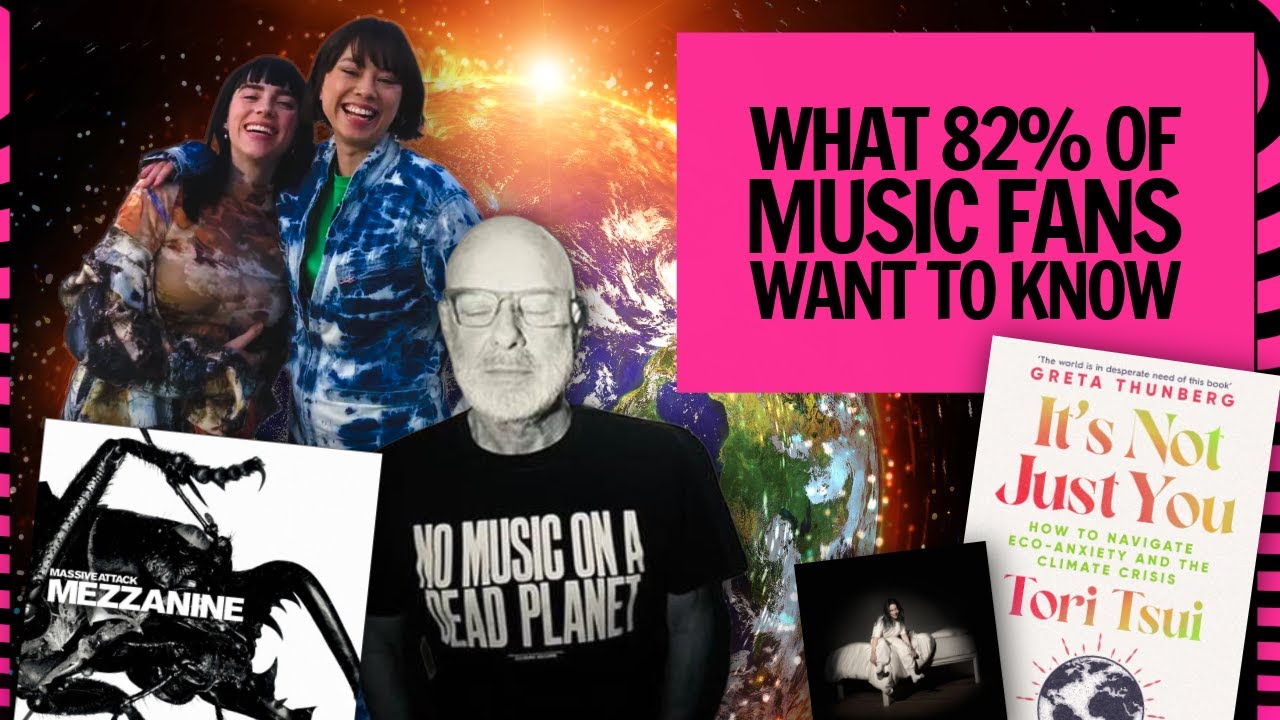 WHAT 82% OF
MUSIC FANS
WANT TO KNOW
NO MUSIC ON A
DEAD PLANET
MASSIVE ATTACK
MEZZANINE
'The world is in desperate need of this book'
GRETA THUNBERG
It's Not
Just You
HOW TO NAVIGATE
ECO-ANXIETY AND THE
CLIMATE CRISIS
Tori Tsui